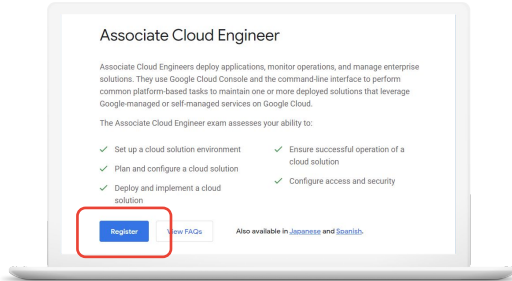 Associate Cloud Engineer
Associate Cloud Engineers deploy applications, monitor operations, and manage enterprise
solutions. They use Google Cloud Console and the command-line interface to perform
common platform-based tasks to maintain one or more deployed solutions that leverage
Google-managed or self-managed services on Google Cloud.
The Associate Cloud Engineer exam assesses your ability to:
Set up a cloud solution environment
Plan and configure a cloud solution
Deploy and implement a cloud
solution
Ensure successful operation of a
cloud solution
Configure access and security
Register
View FAQs
Also available in Japanese and Spanish.